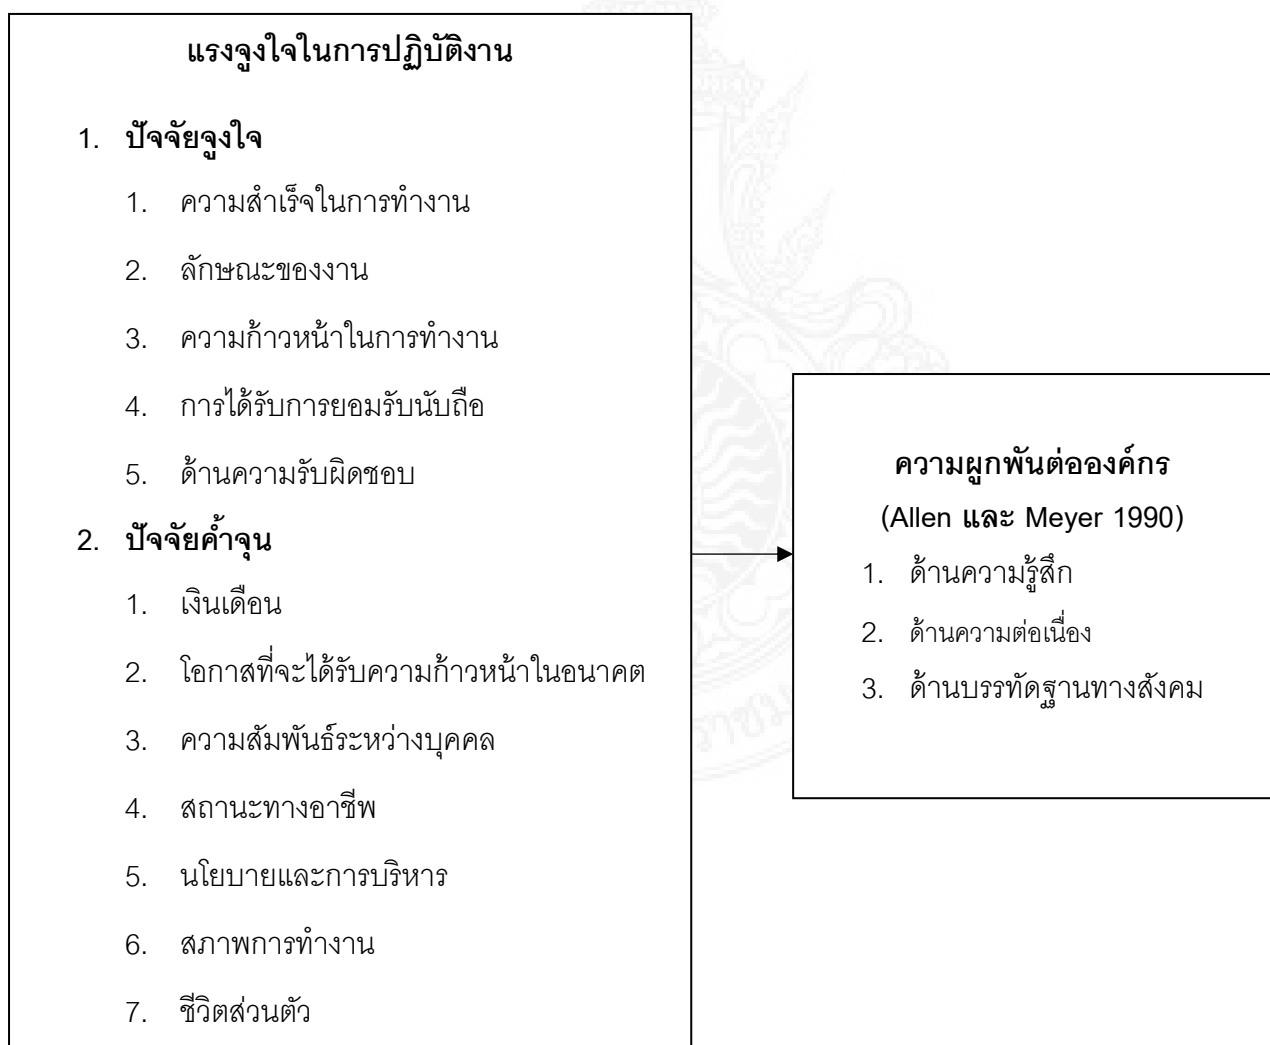 แรงจูงใจในการปฏิบัติงาน
1. ปัจจัยจูงใจ
1. ความสำเร็จในการทำงาน
2. ลักษณะของงาน
3. ความก้าวหน้าในการทำงาน
4. การได้รับการยอมรับนับถือ
5. ด้านความรับผิดชอบ
2. ปัจจัยค้ำจุน
1. เงินเดือน
2. โอกาสที่จะได้รับความก้าวหน้าในอนาคต
3. ความสัมพันธ์ระหว่างบุคคล
4. สถานะทางอาชีพ
5. นโยบายและการบริหาร
6. สภาพการทำงาน
7. ชีวิตส่วนตัว
ความผูกพันต่อองค์กร
(Allen และ Meyer 1990)
1. ด้านความรู้สึก
2. ด้านความต่อเนื่อง
3. ด้านบรรทัดฐานทางสังคม